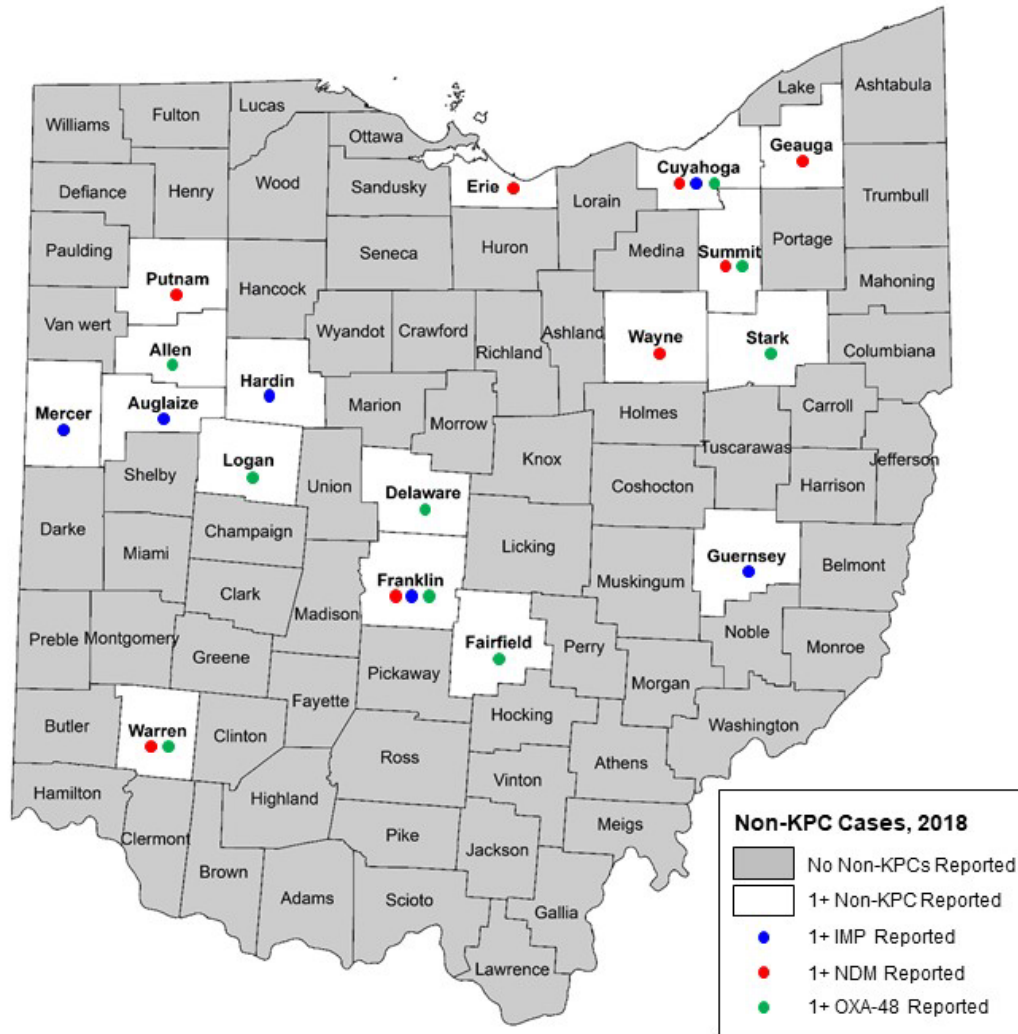 Lake
Ashtabula
Lucas
Fulton
Williams
Geauga
Ottawa
Cuyahoga
Erie
Sandusky
Wood
Henry
Defiance
Lorain
Trumbull
Paulding
Seneca
Huron
Medina
Summit
Portage
Putnam
Hancock
Mahoning
Van wert
Wyandot
Crawford
Richland
Ashland
Wayne
Stark
Columbiana
Allen
Hardin
Mercer
Auglaize
Marion
Morrow
Holmes
Carroll
Tuscarawas
Jefferson
Logan
Shelby
Union
Knox
Coshocton
Harrison
Delaware
Darke
Champaign
Miami
Licking
Guernsey
Belmont
Franklin
Muskingum
Clark
Madison
Preble
Montgomery
Greene
Fairfield
Perry
Noble
Monroe
Pickaway
Morgan
Fayette
Washington
Hocking
Butler
Warren
Clinton
Ross
Athens
Vinton
Hamilton
Highland
Meigs
Clermont
Pike
Jackson
Brown
Adams
Scioto
Gallia
Lawrence
Non-KPC Cases, 2018
No Non-KPCs Reported
1+ Non-KPC Reported
1+ IMP Reported
1+ NDM Reported
1+ OXA-48 Reported